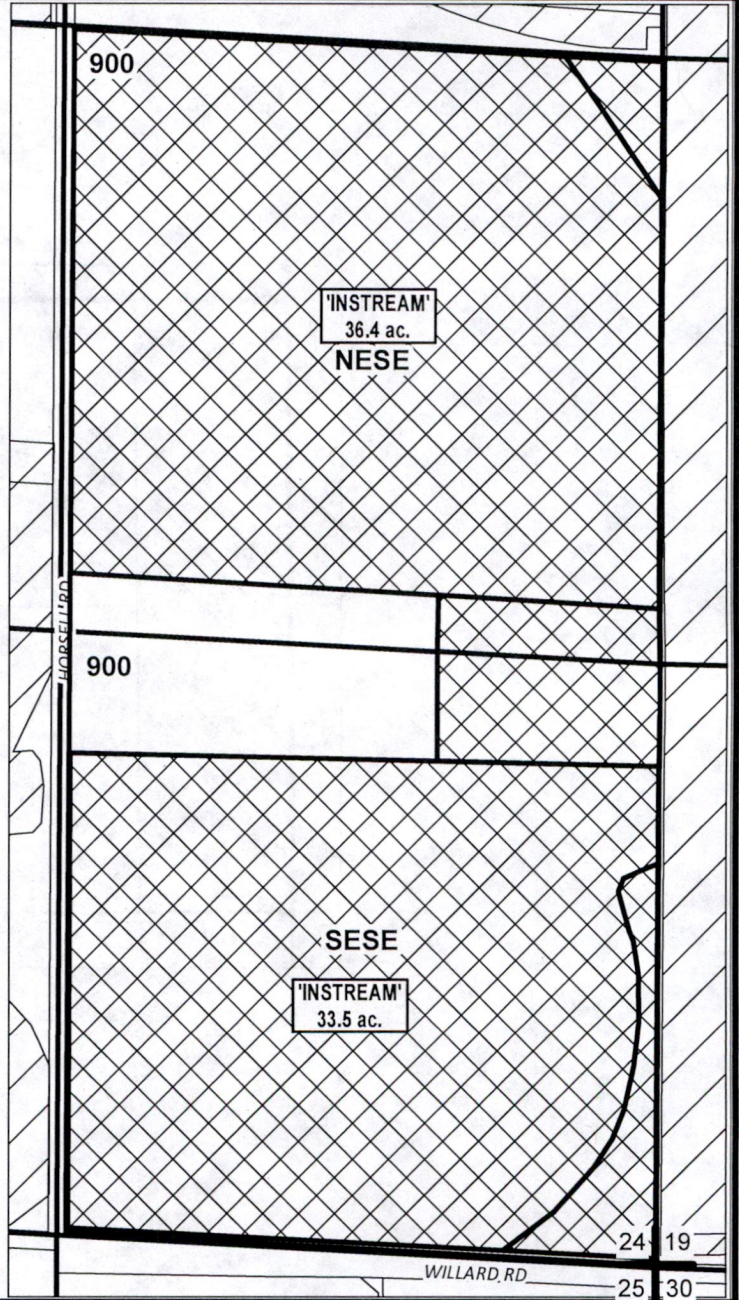 900
'INSTREAM'
36.4 ac.
NESE
HORSELL RD
900
SESE
'INSTREAM'
33.5 ac.
24 19
WILLARD RD
25 30